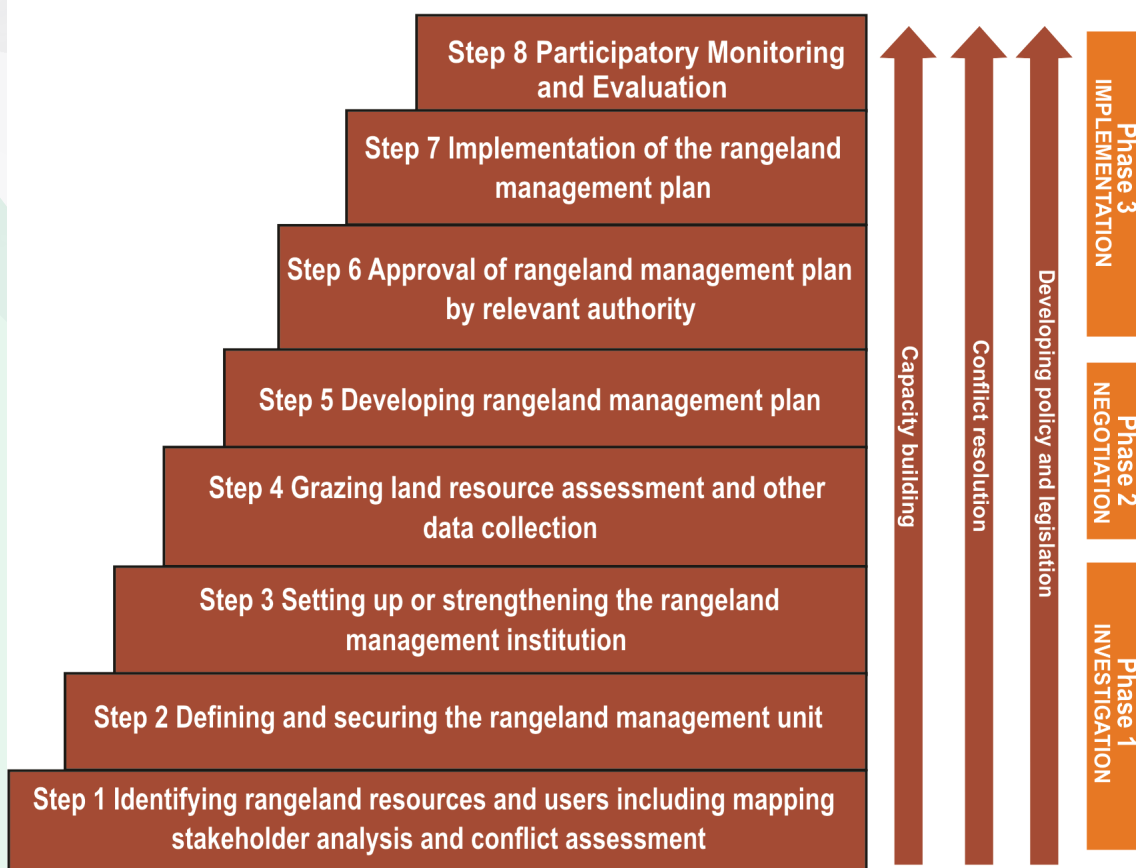 Step 8 Participatory Monitoring
and Evaluation
Step 7 Implementation of the rangeland
management plan
Step 6 Approval of rangeland management plan
by relevant authority
Step 5 Developing rangeland management plan
Step 4 Grazing land resource assessment and other
data collection
Step 3 Setting up or strengthening the rangeland
management institution
Step 2 Defining and securing the rangeland management unit
Step 1 Identifying rangeland resources and users including mapping
stakeholder analysis and conflict assessment
Capacity building
Conflict resolution
Developing policy and legislation
Phase 3
IMPLEMENTATION
Phase 2
NEGOTIATION
Phase 1
INVESTIGATION